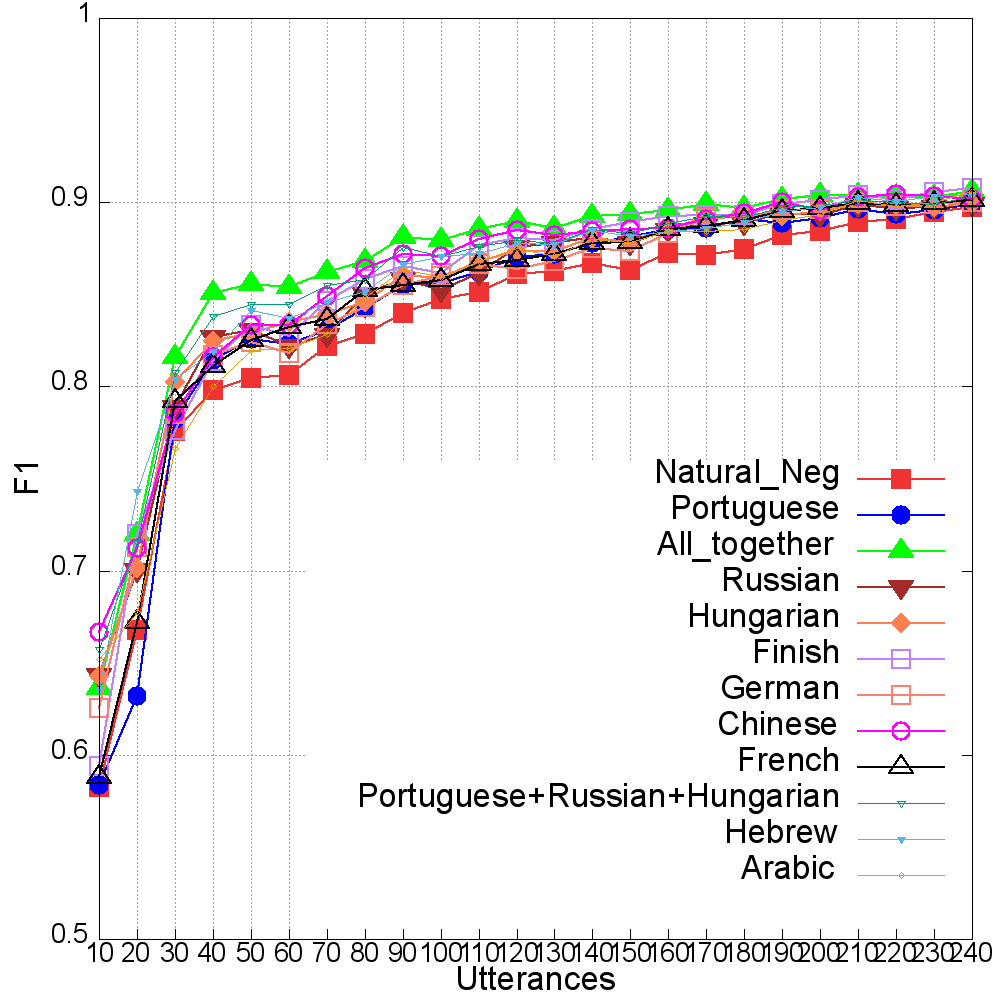 1
0.9
0.8
0.7
0.6
0.5
F1
Natural_Neg
Portuguese
All_together
Russian
Hungarian
Finish
German
Chinese
French
Portuguese+Russian+Hungarian
Hebrew
Arabic
10 20 30 40 50 60 70 80 90 100 110 120 130 140 150 160 170 180 190 200 210 220 230 240
Utterances